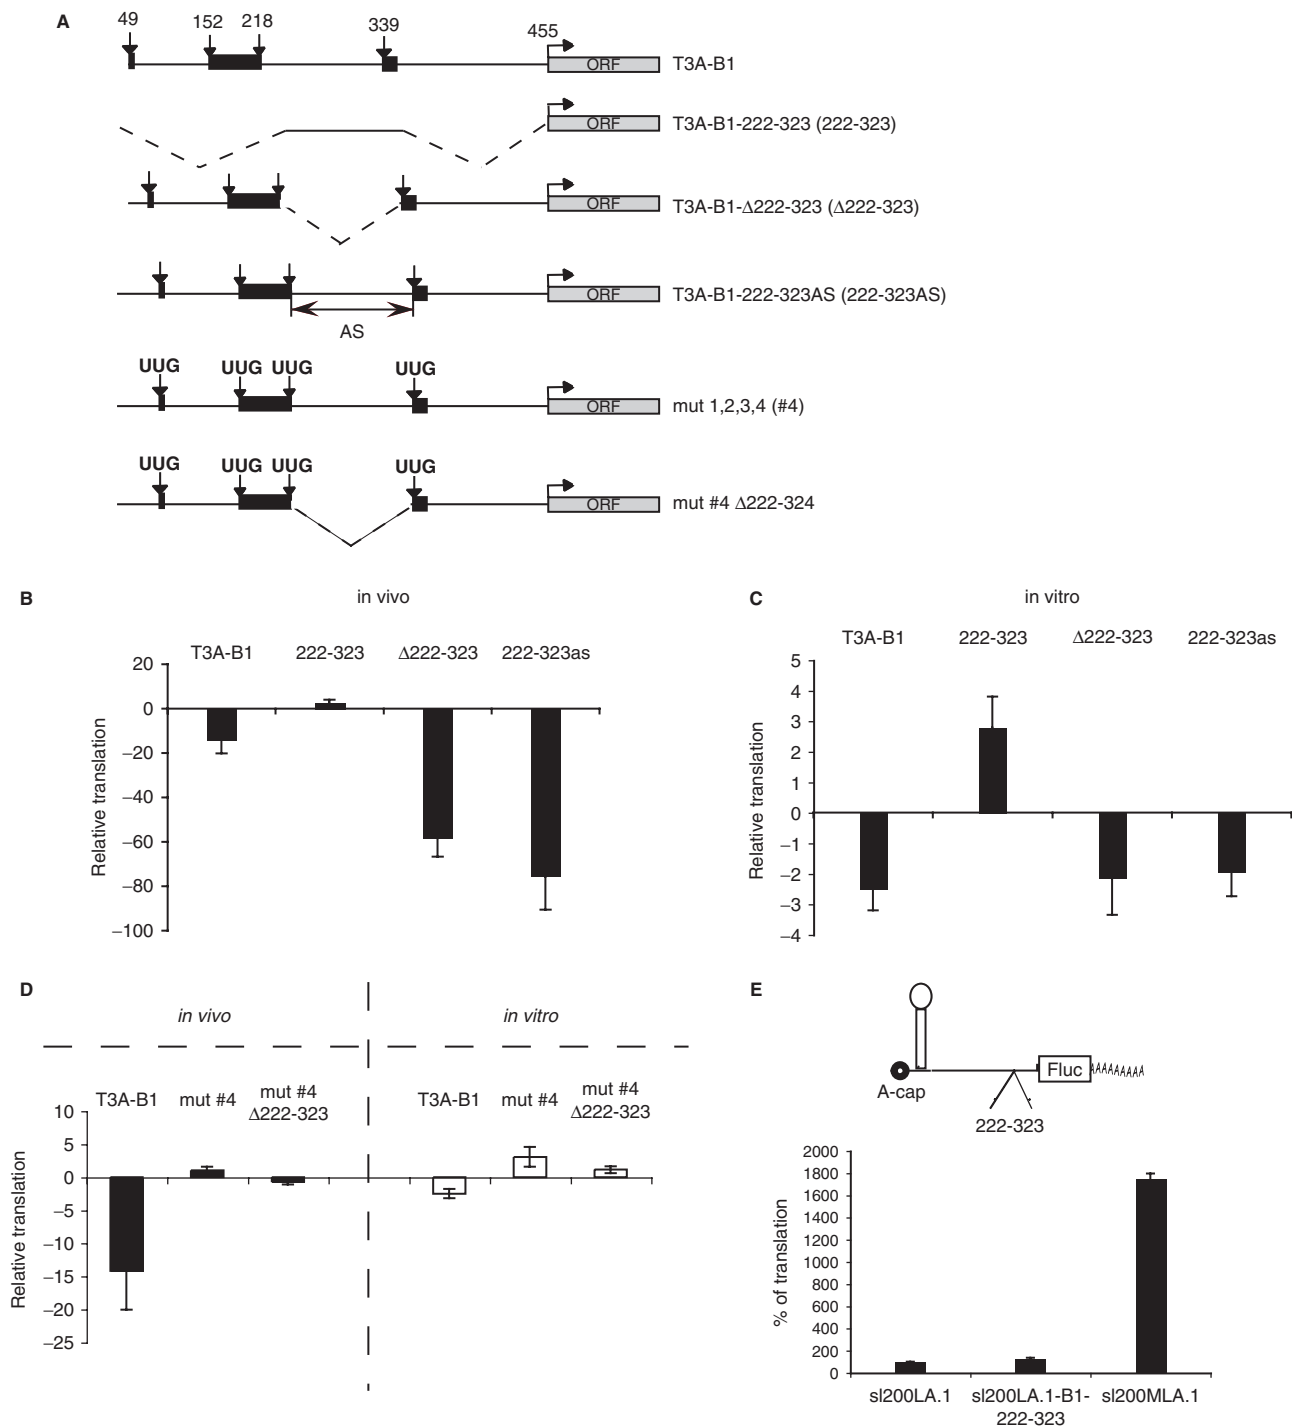 A
49 152 218 339 455
ORF T3A-B1
ORF T3A-B1-222-323 (222-323)
ORF T3A-B1-Δ222-323 (Δ222-323)
ORF T3A-B1-222-323AS (222-323AS)
AS
UUG UUG UUG UUG
ORF mut 1,2,3,4 (#4)
UUG UUG UUG UUG
ORF mut #4 Δ222-324
B
in vivo
T3A-B1 222-323 Δ222-323 222-323as
Relative translation
20
0
−20
−40
−60
−80
−100
C
in vitro
T3A-B1 222-323 Δ222-323 222-323as
Relative translation
5
4
3
2
1
0
−1
−2
−3
−4
D
in vivo
in vitro
T3A-B1 mut #4 mut #4
Δ222-323
T3A-B1 mut #4 mut #4
Δ222-323
Relative translation
10
5
0
−5
−10
−15
−20
−25
E
A-cap
Fluc
AAAAAAAAA
222-323
% of translation
2000
1800
1600
1400
1200
1000
800
600
400
200
0
sl200LA.1 sl200LA.1-B1- sl200MLA.1
222-323